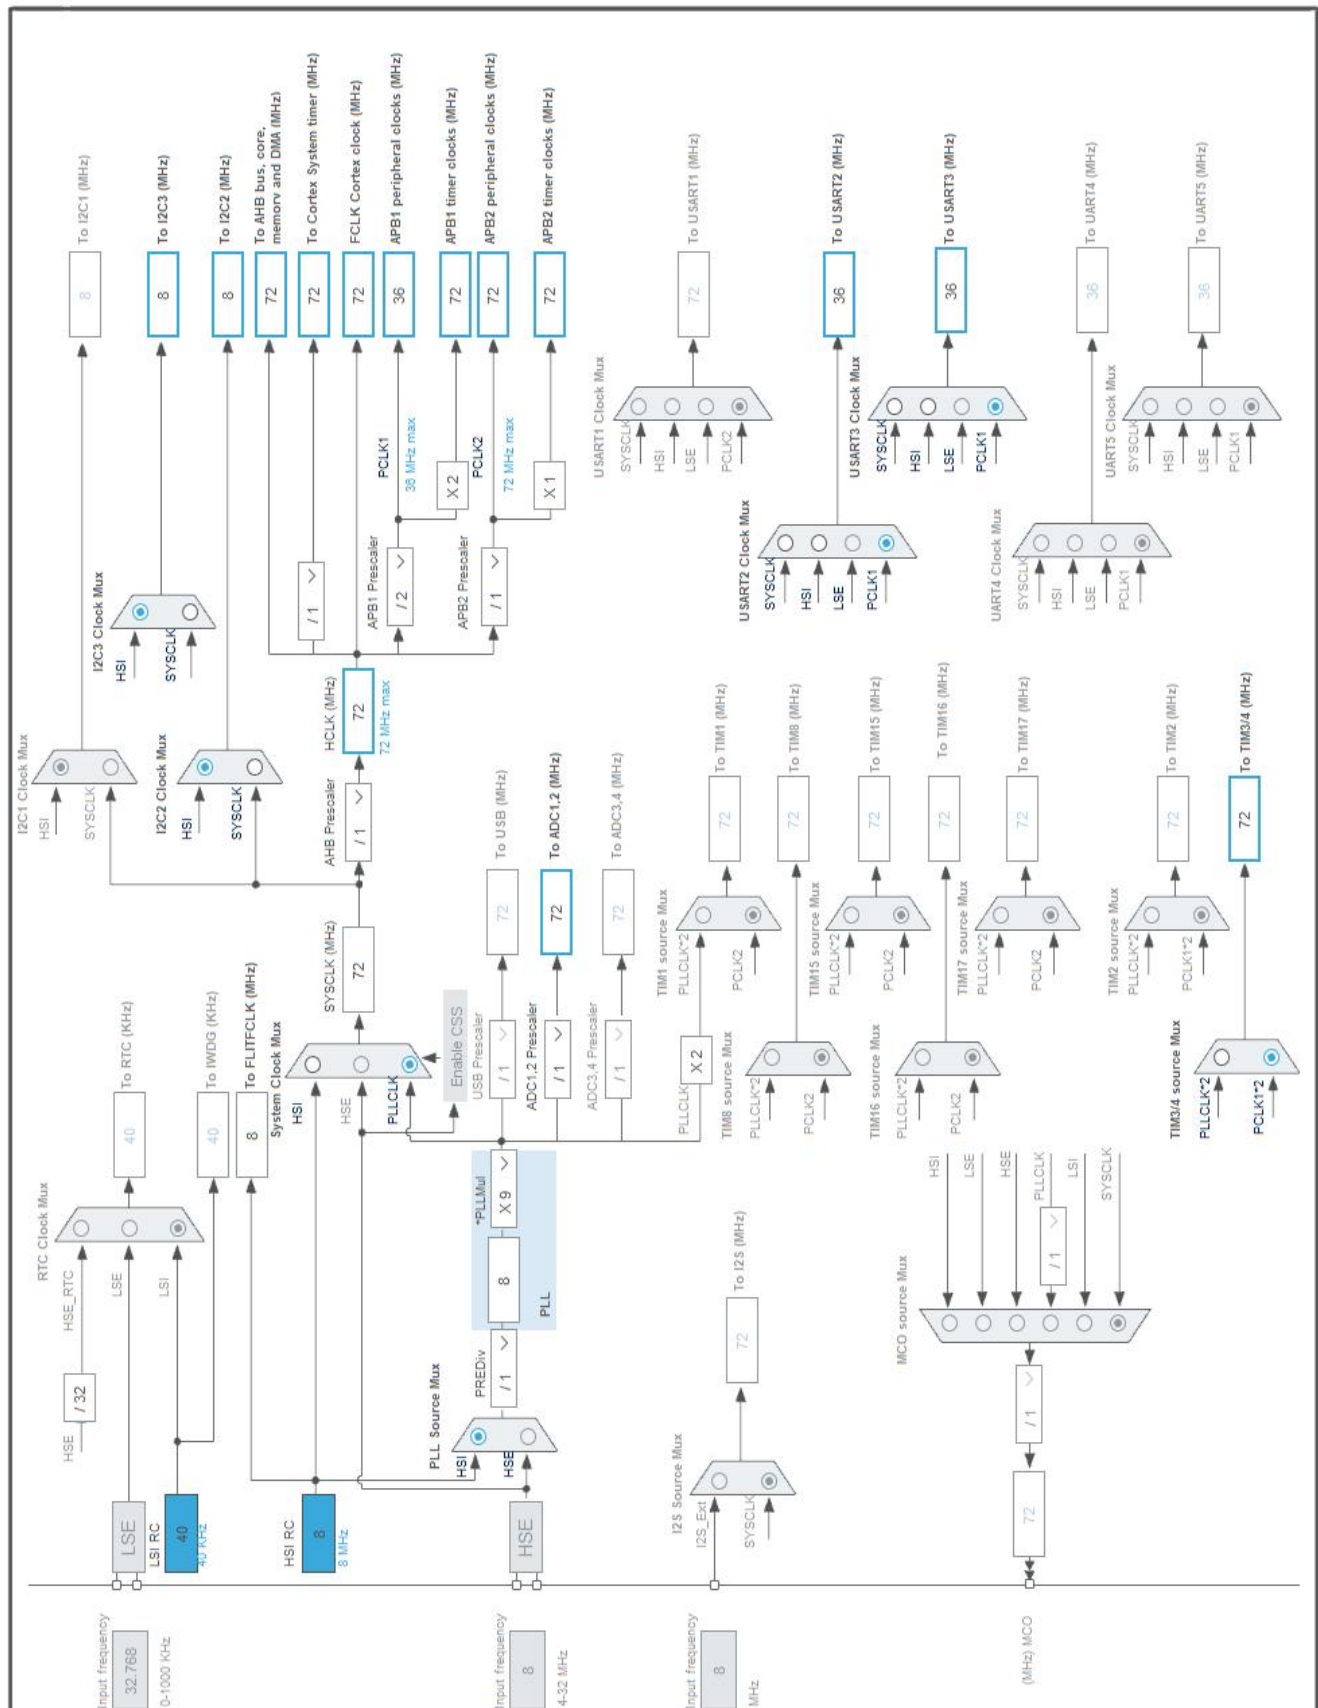 Input frequency
32.768
0-1000 KHz
LSE
LSI RC
40
40 KHz
HSE
/ 32
HSE_RTC
LSE
LSI
RTC Clock Mux
40
To RTC (KHz)
40
To IWDG (KHz)
HSI RC
8
8 MHz
8
To FLITFCLK (MHz)
Input frequency
8
4-32 MHz
HSE
PLL Source Mux
HSI
HSE
PREDiv
/ 1
8
*PLLMul
X 9
PLL
System Clock Mux
HSI
HSE
PLLCLK
Enable CSS
SYSCLK (MHz)
72
AHB Prescaler
/ 1
HCLK (MHz)
72
72 MHz max
I2C1 Clock Mux
HSI
SYSCLK
8
To I2C1 (MHz)
I2C3 Clock Mux
HSI
SYSCLK
8
To I2C3 (MHz)
I2C2 Clock Mux
HSI
SYSCLK
8
To I2C2 (MHz)
72
To AHB bus, core,
memory and DMA (MHz)
/ 1
72
To Cortex System timer (MHz)
72
FCLK Cortex clock (MHz)
APB1 Prescaler
/ 2
PCLK1
36 MHz max
36
APB1 peripheral clocks (MHz)
X 2
72
APB1 timer clocks (MHz)
APB2 Prescaler
/ 1
PCLK2
72 MHz max
72
APB2 peripheral clocks (MHz)
X 1
72
APB2 timer clocks (MHz)
USB Prescaler
/ 1
72
To USB (MHz)
ADC1,2 Prescaler
/ 1
72
To ADC1,2 (MHz)
ADC3,4 Prescaler
/ 1
72
To ADC3,4 (MHz)
PLLCLK
X 2
TIM1 source Mux
PLLCLK*2
PCLK2
72
To TIM1 (MHz)
TIM8 source Mux
PLLCLK*2
PCLK2
72
To TIM8 (MHz)
TIM15 source Mux
PLLCLK*2
PCLK2
72
To TIM15 (MHz)
TIM16 source Mux
PLLCLK*2
PCLK2
72
To TIM16 (MHz)
TIM17 source Mux
PLLCLK*2
PCLK2
72
To TIM17 (MHz)
TIM2 source Mux
PLLCLK*2
PCLK1*2
72
To TIM2 (MHz)
TIM3/4 source Mux
PLLCLK*2
PCLK1*2
72
To TIM3/4 (MHz)
USART1 Clock Mux
SYSCLK
HSI
LSE
PCLK2
72
To USART1 (MHz)
USART2 Clock Mux
SYSCLK
HSI
LSE
PCLK1
36
To USART2 (MHz)
USART3 Clock Mux
SYSCLK
HSI
LSE
PCLK1
36
To USART3 (MHz)
UART4 Clock Mux
SYSCLK
HSI
LSE
PCLK1
36
To UART4 (MHz)
UART5 Clock Mux
SYSCLK
HSI
LSE
PCLK1
36
To UART5 (MHz)
Input frequency
8
MHz
I2S Source Mux
I2S_Ext
SYSCLK
72
To I2S (MHz)
(MHz) MCO
72
/ 1
MCO source Mux
HSI
LSE
HSE
/ 1
PLLCLK
LSI
SYSCLK